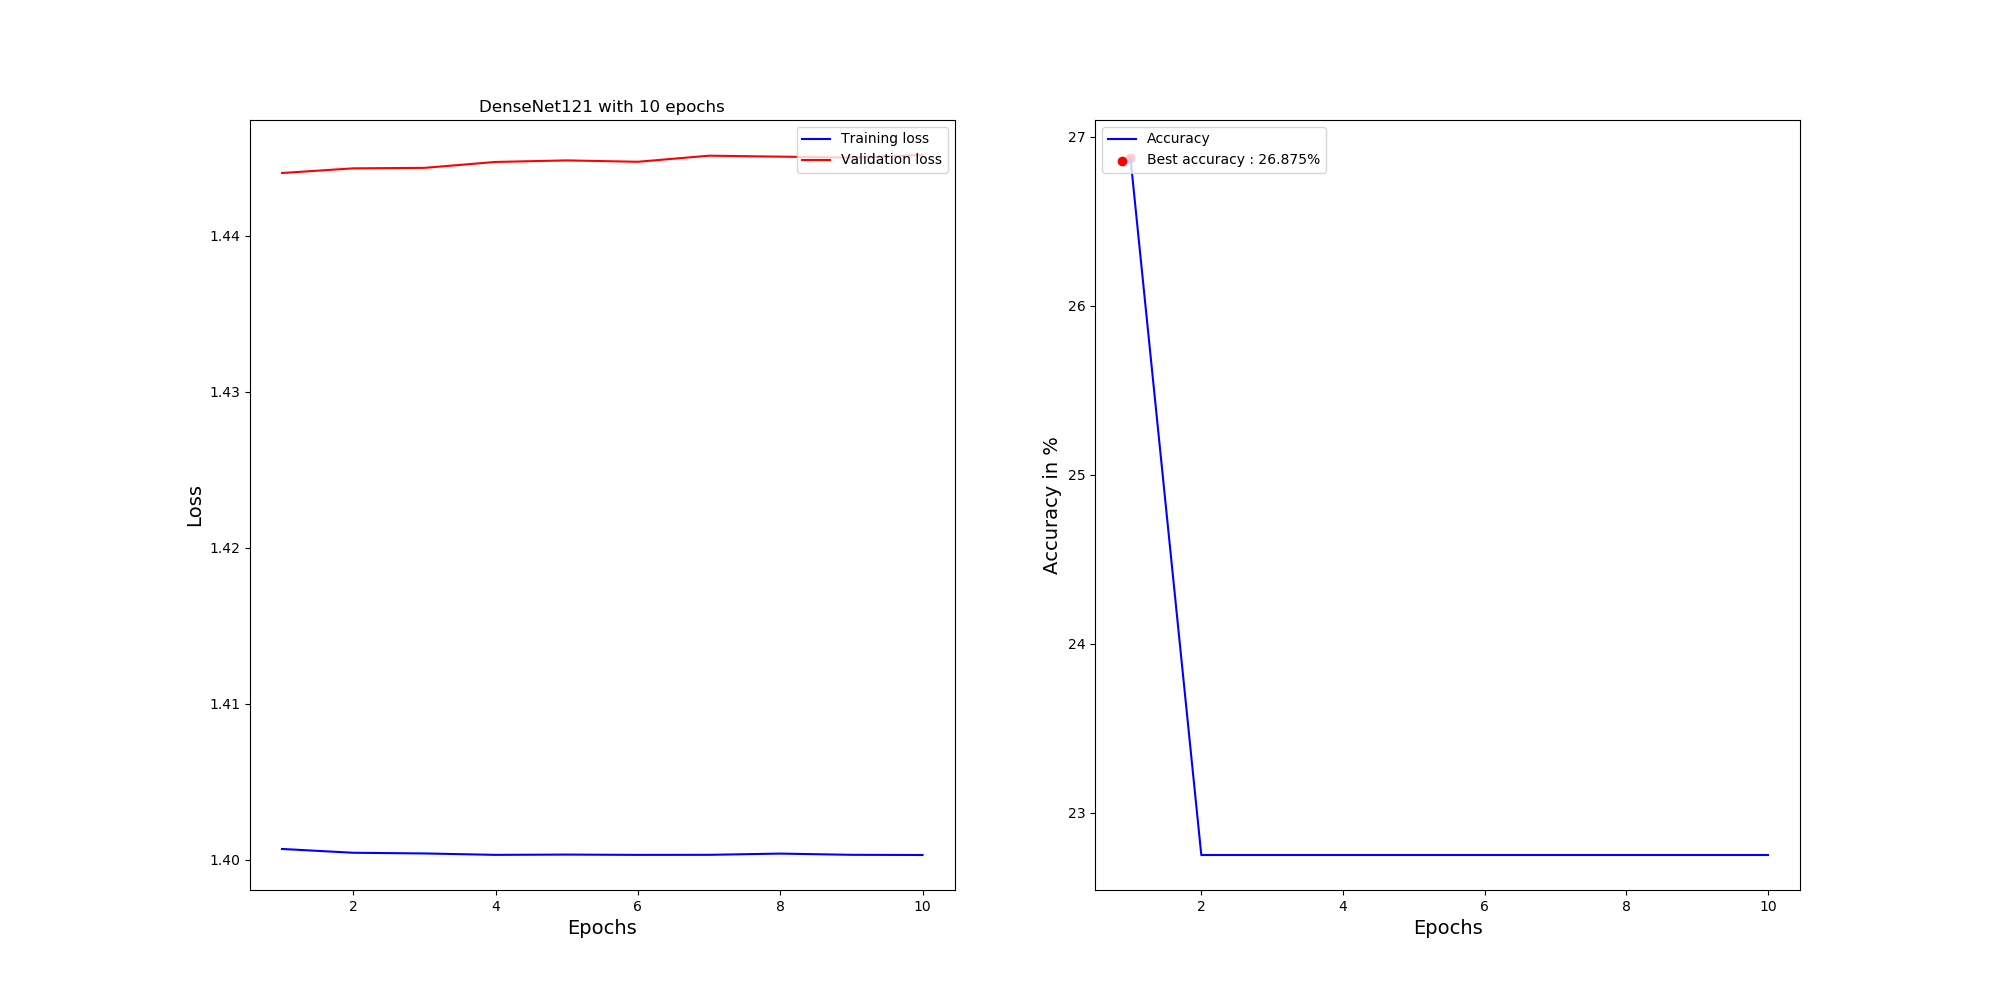 DenseNet121 with 10 epochs
Training loss
Validation loss
1.44
1.43
1.42
1.41
1.40
Loss
2 4 6 8 10
Epochs
Accuracy
Best accuracy : 26.875%
27
26
25
24
23
Accuracy in %
2 4 6 8 10
Epochs